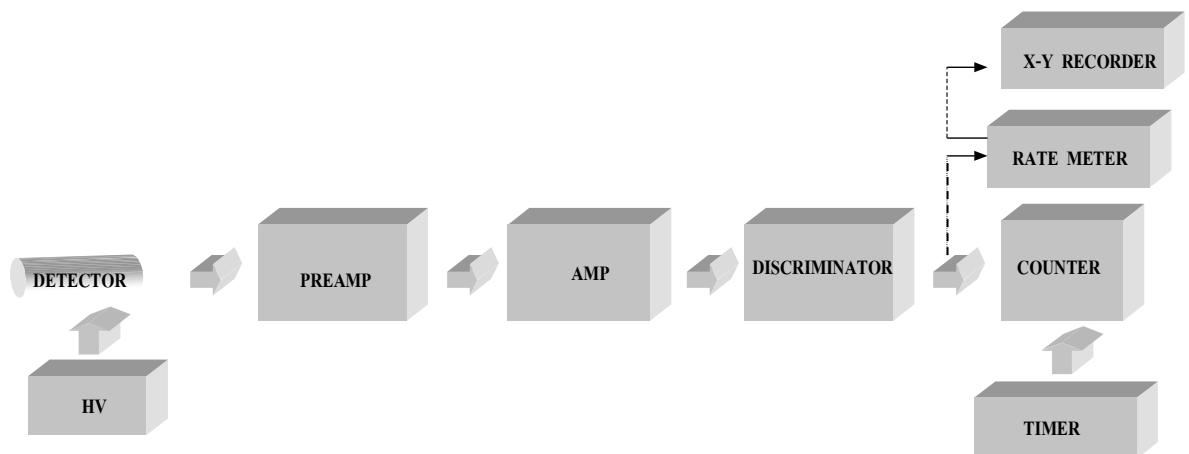 X-Y RECORDER
RATE METER
DETECTOR
PREAMP
AMP
DISCRIMINATOR
COUNTER
HV
TIMER